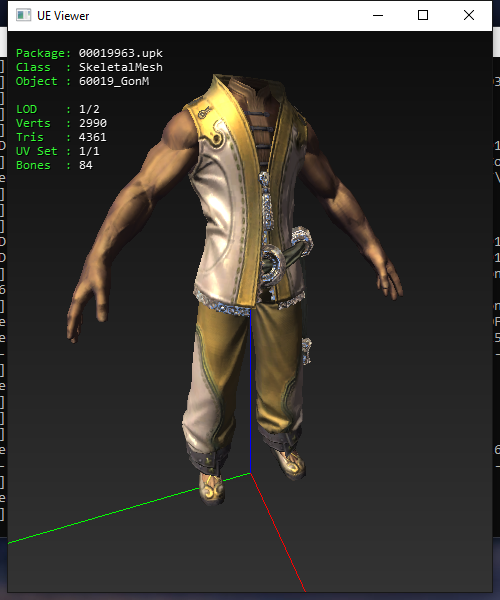 UE Viewer
Package: 00019963.upk
Class  : SkeletalMesh
Object : 60019_GonM
LOD    : 1/2
Verts  : 2990
Tris   : 4361
UV Set : 1/1
Bones  : 84